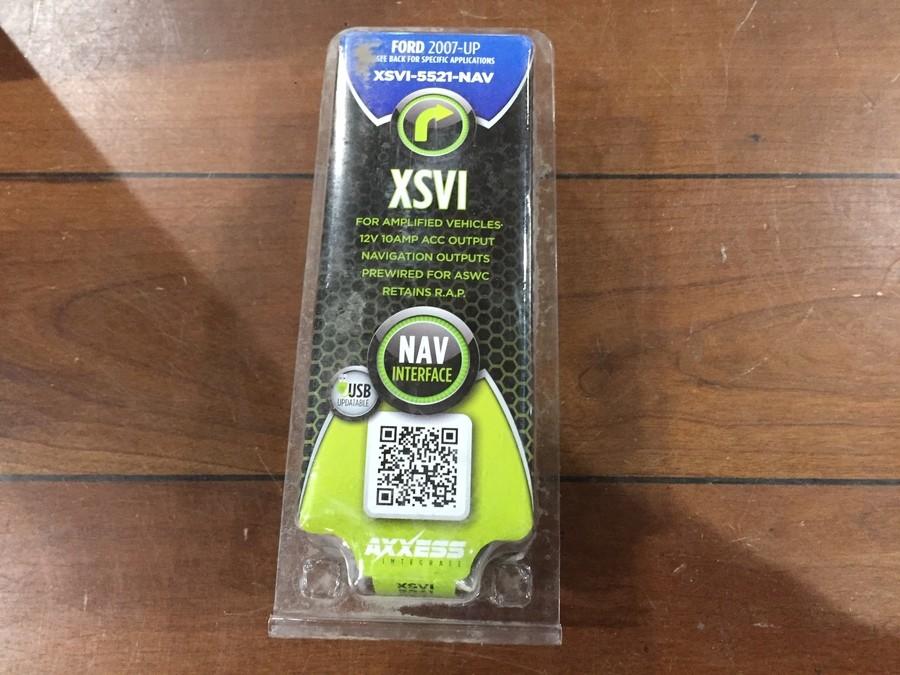 FORD 2007-UP
SEE BACK FOR SPECIFIC APPLICATIONS
XSVI-5521-NAV
XSVI
FOR AMPLIFIED VEHICLES·
12V 10AMP ACC OUTPUT
NAVIGATION OUTPUTS
PREWIRED FOR ASWC
RETAINS R.A.P.
NAV
INTERFACE
USB
UPDATABLE
AXXESS
INTEGRATE
XSVI
5521